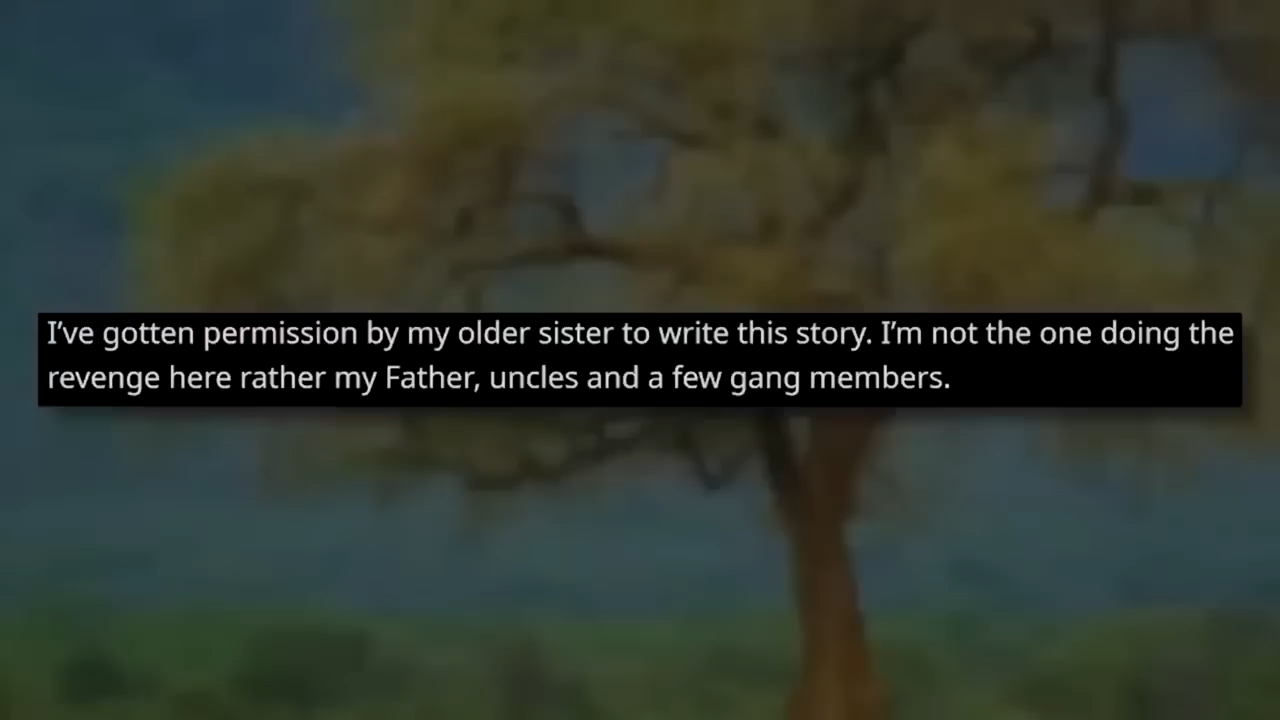 I’ve gotten permission by my older sister to write this story. I’m not the one doing the
revenge here rather my Father, uncles and a few gang members.